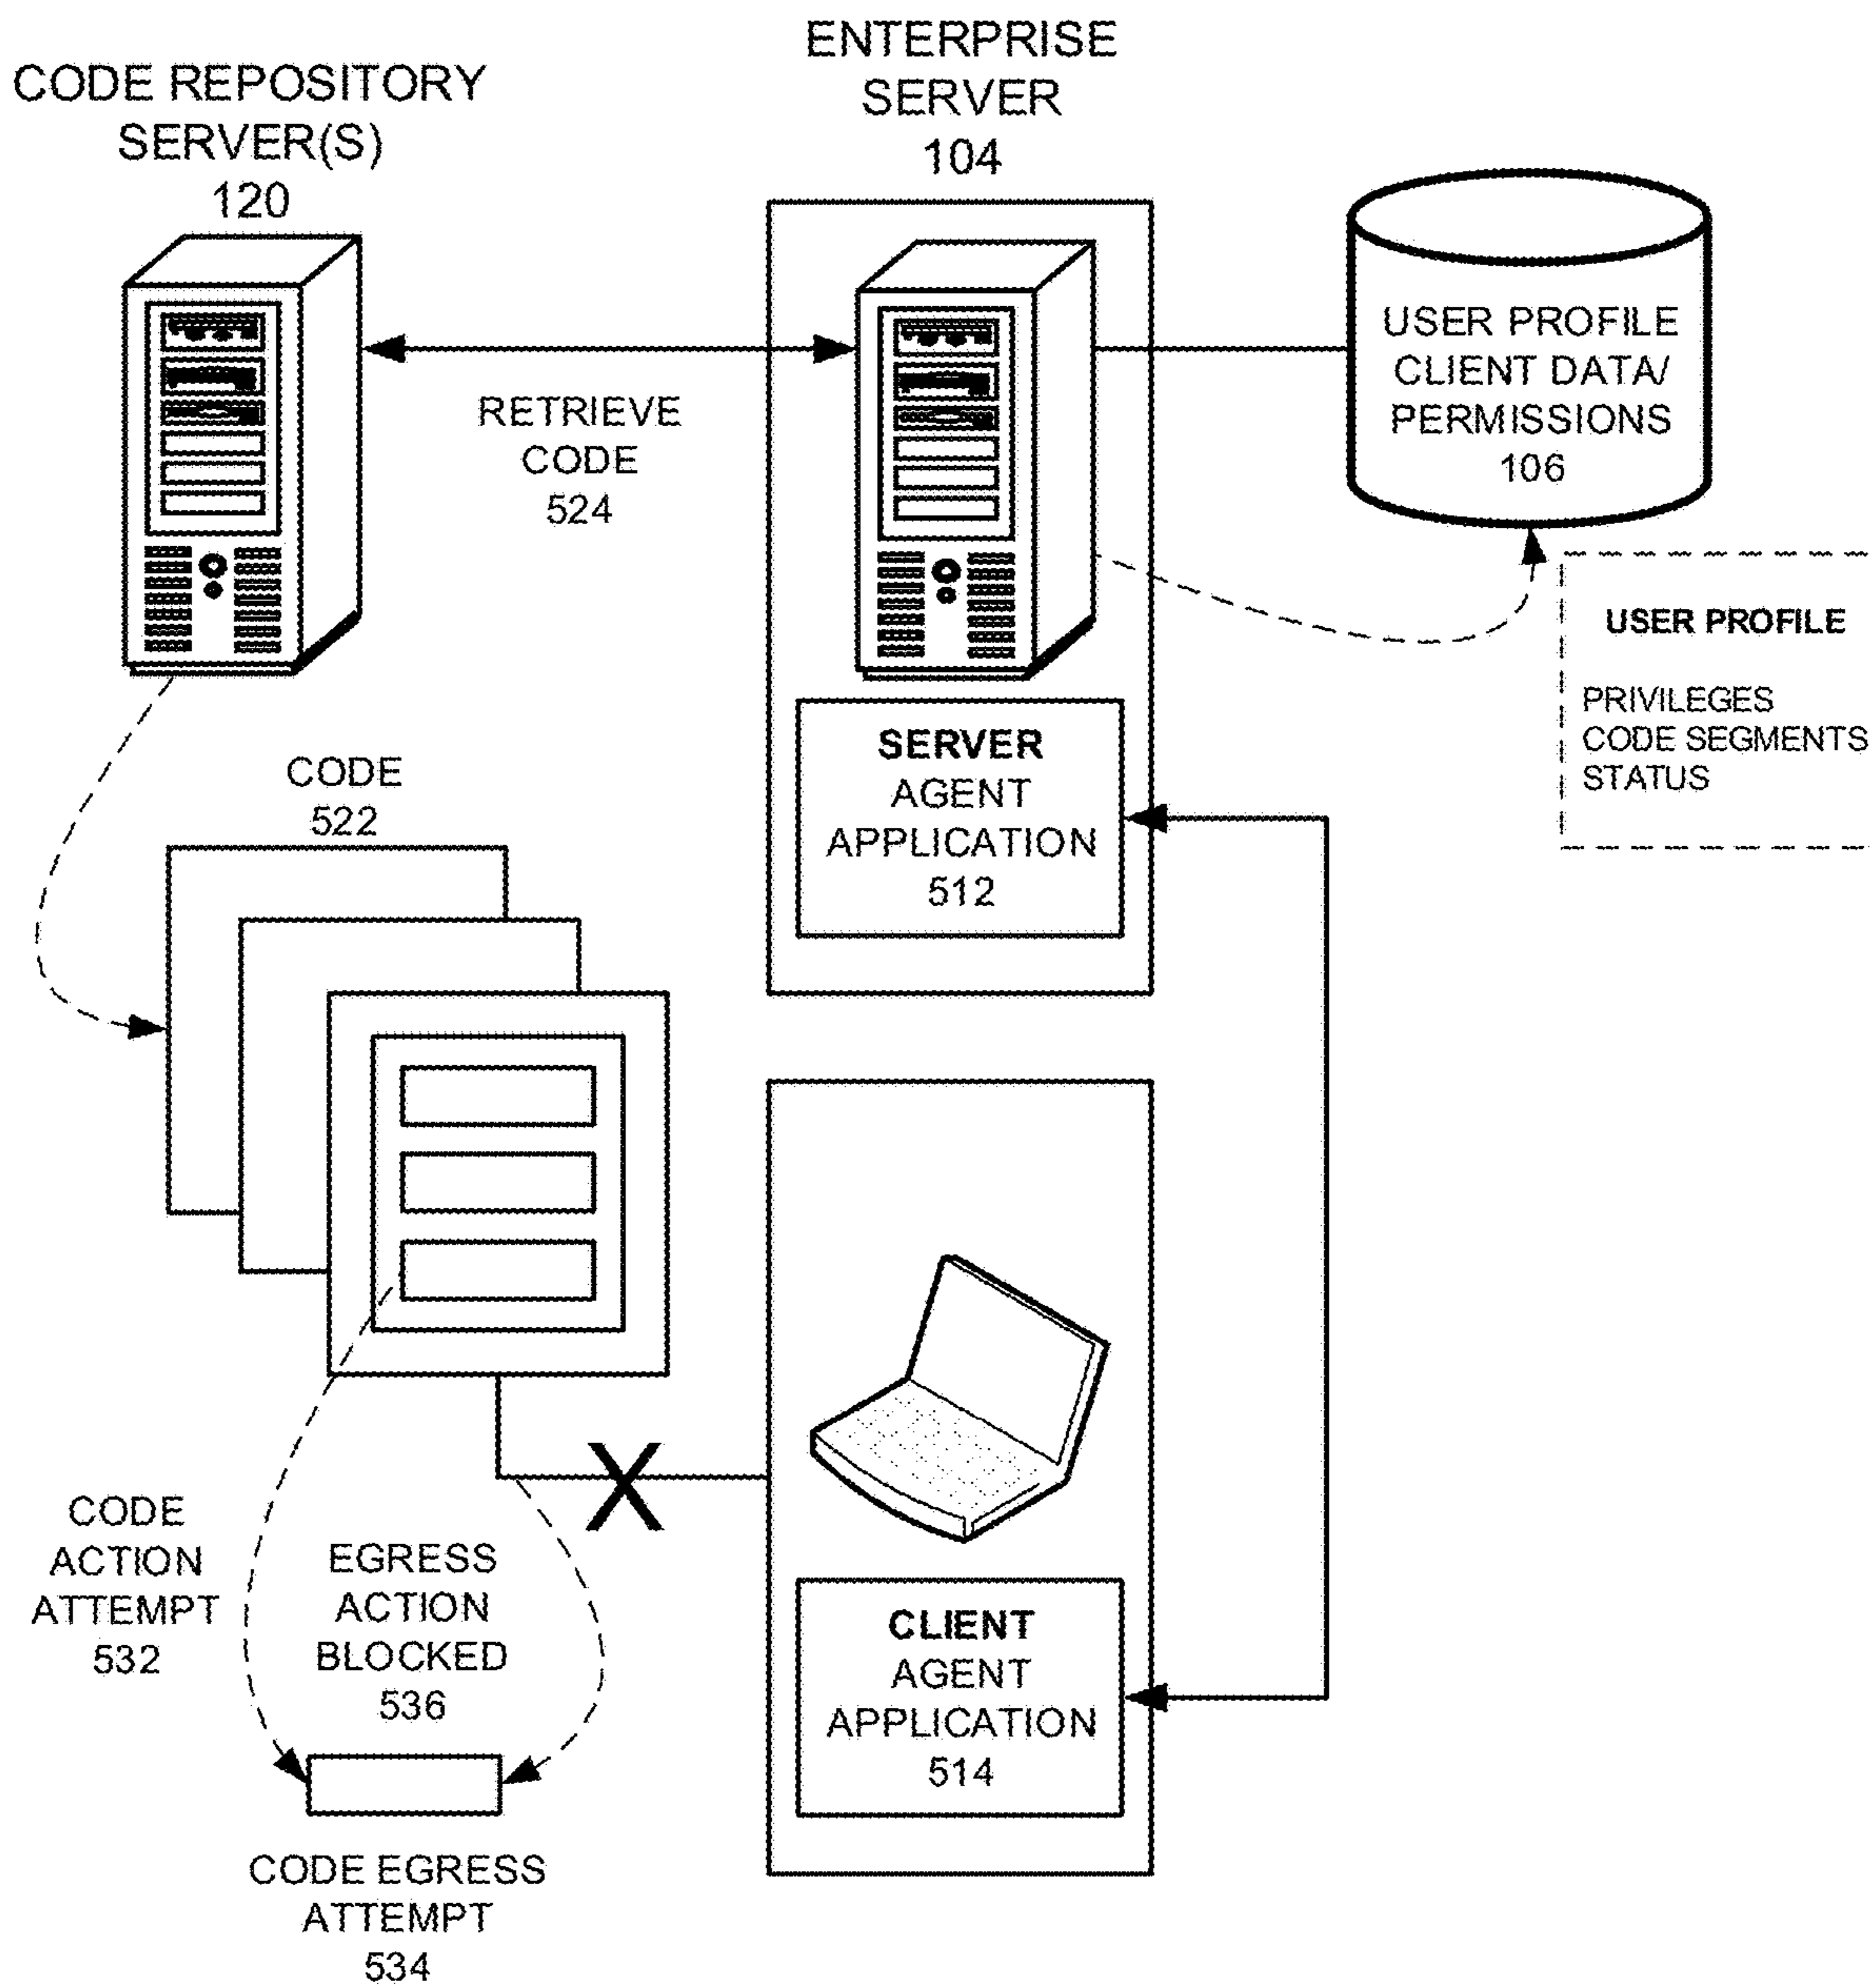 CODE REPOSITORY
SERVER(S)
120
ENTERPRISE
SERVER
104
USER PROFILE
CLIENT DATA/
PERMISSIONS
106
RETRIEVE
CODE
524
USER PROFILE
PRIVILEGES
CODE SEGMENTS
STATUS
SERVER
AGENT
APPLICATION
512
CODE
522
CODE
ACTION
ATTEMPT
532
EGRESS
ACTION
BLOCKED
536
X
CLIENT
AGENT
APPLICATION
514
CODE EGRESS
ATTEMPT
534